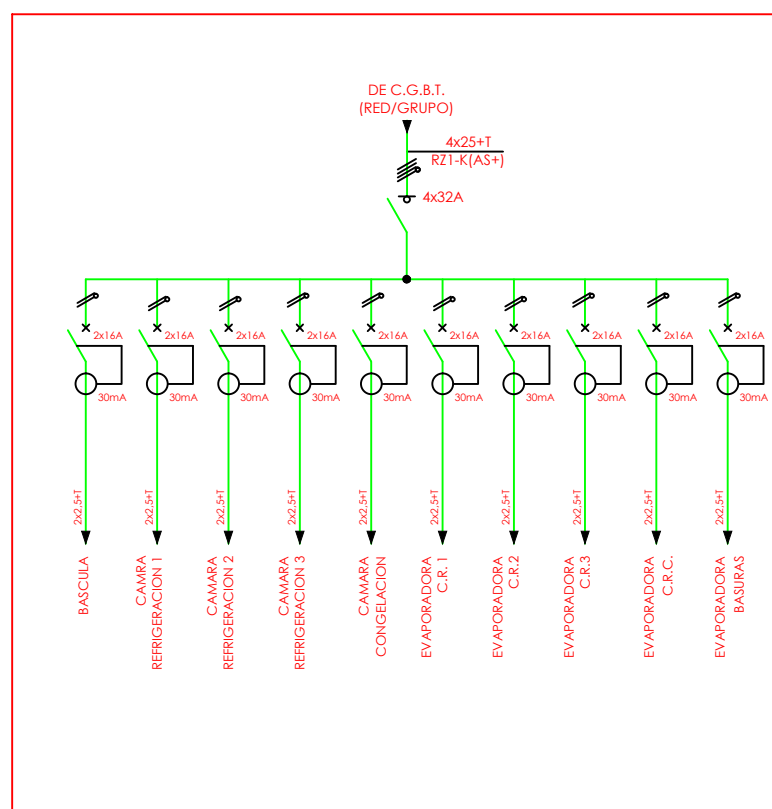 DE C.G.B.T.
(RED/GRUPO)
4x25+T
RZ1-K(AS+)
4x32A
2x16A
2x16A
2x16A
2x16A
2x16A
2x16A
2x16A
2x16A
2x16A
2x16A
30mA
30mA
30mA
30mA
30mA
30mA
30mA
30mA
30mA
30mA
2x2,5+T
2x2,5+T
2x2,5+T
2x2,5+T
2x2,5+T
2x2,5+T
2x2,5+T
2x2,5+T
2x2,5+T
2x2,5+T
BASCULA
CAMRA
REFRIGERACION 1
CAMARA
REFRIGERACION 2
CAMARA
REFRIGERACION 3
CAMARA
CONGELACION
EVAPORADORA
C.R. 1
EVAPORADORA
C.R.2
EVAPORADORA
C.R.3
EVAPORADORA
C.R.C.
EVAPORADORA
BASURAS